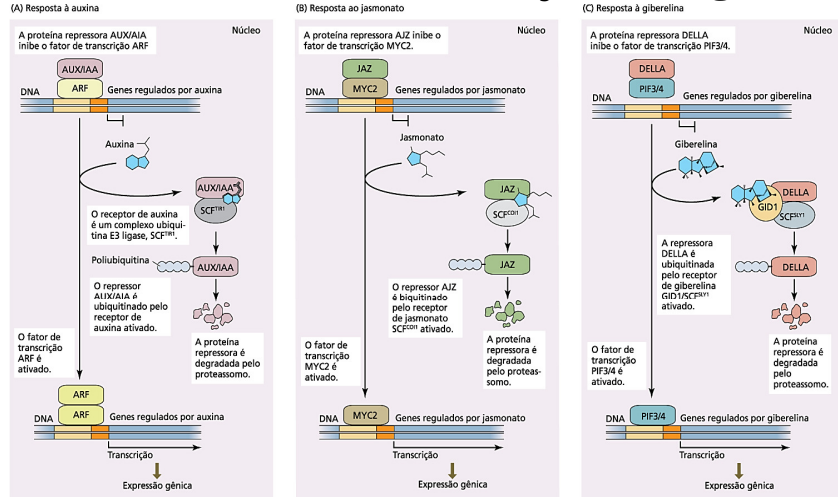 (A) Resposta à auxina
Núcleo
A proteína repressora AUX/AIA
inibe o fator de transcrição ARF
AUX/IAA
ARF
DNA
Genes regulados por auxina
Auxina
AUX/IAA
SCFTIR1
O receptor de auxina
é um complexo ubiqui-
tina E3 ligase, SCFTIR1.
Poliubiquitina
AUX/IAA
O repressor
AUX/AIA é
ubiquitinado pelo
receptor de
auxina ativado.
O fator de
transcrição
ARF é
ativado.
A proteína
repressora é
degradada pelo
proteassomo.
ARF
ARF
DNA
Genes regulados por auxina
Transcrição
Expressão gênica
(B) Resposta ao jasmonato
Núcleo
A proteína repressora AJZ inibe o
fator de transcrição MYC2.
JAZ
MYC2
DNA
Genes regulados por jasmonato
Jasmonato
JAZ
SCFCOI1
JAZ
O repressor AJZ
é biquitinado
pelo receptor
de jasmonato
SCFCOI1 ativado.
O fator de
transcrição
MYC2 é
ativado.
A proteína
repressora é
degradada
pelo proteas-
somo.
MYC2
DNA
Genes regulados por jasmonato
Transcrição
Expressão gênica
(C) Resposta à giberelina
Núcleo
A proteína repressora DELLA
inibe o fator de transcrição PIF3/4.
DELLA
PIF3/4
DNA
Genes regulados por giberelina
Giberelina
DELLA
GID1
SCFSLY1
A repressora
DELLA é
ubiquitinada
pelo receptor
de giberelina
GID1/SCFSLY1
ativado.
DELLA
O fator de
transcrição
PIF3/4 é
ativado.
A proteína
repressora é
degradada
pelo
proteassomo.
PIF3/4
DNA
Genes regulados por giberelina
Transcrição
Expressão gênica